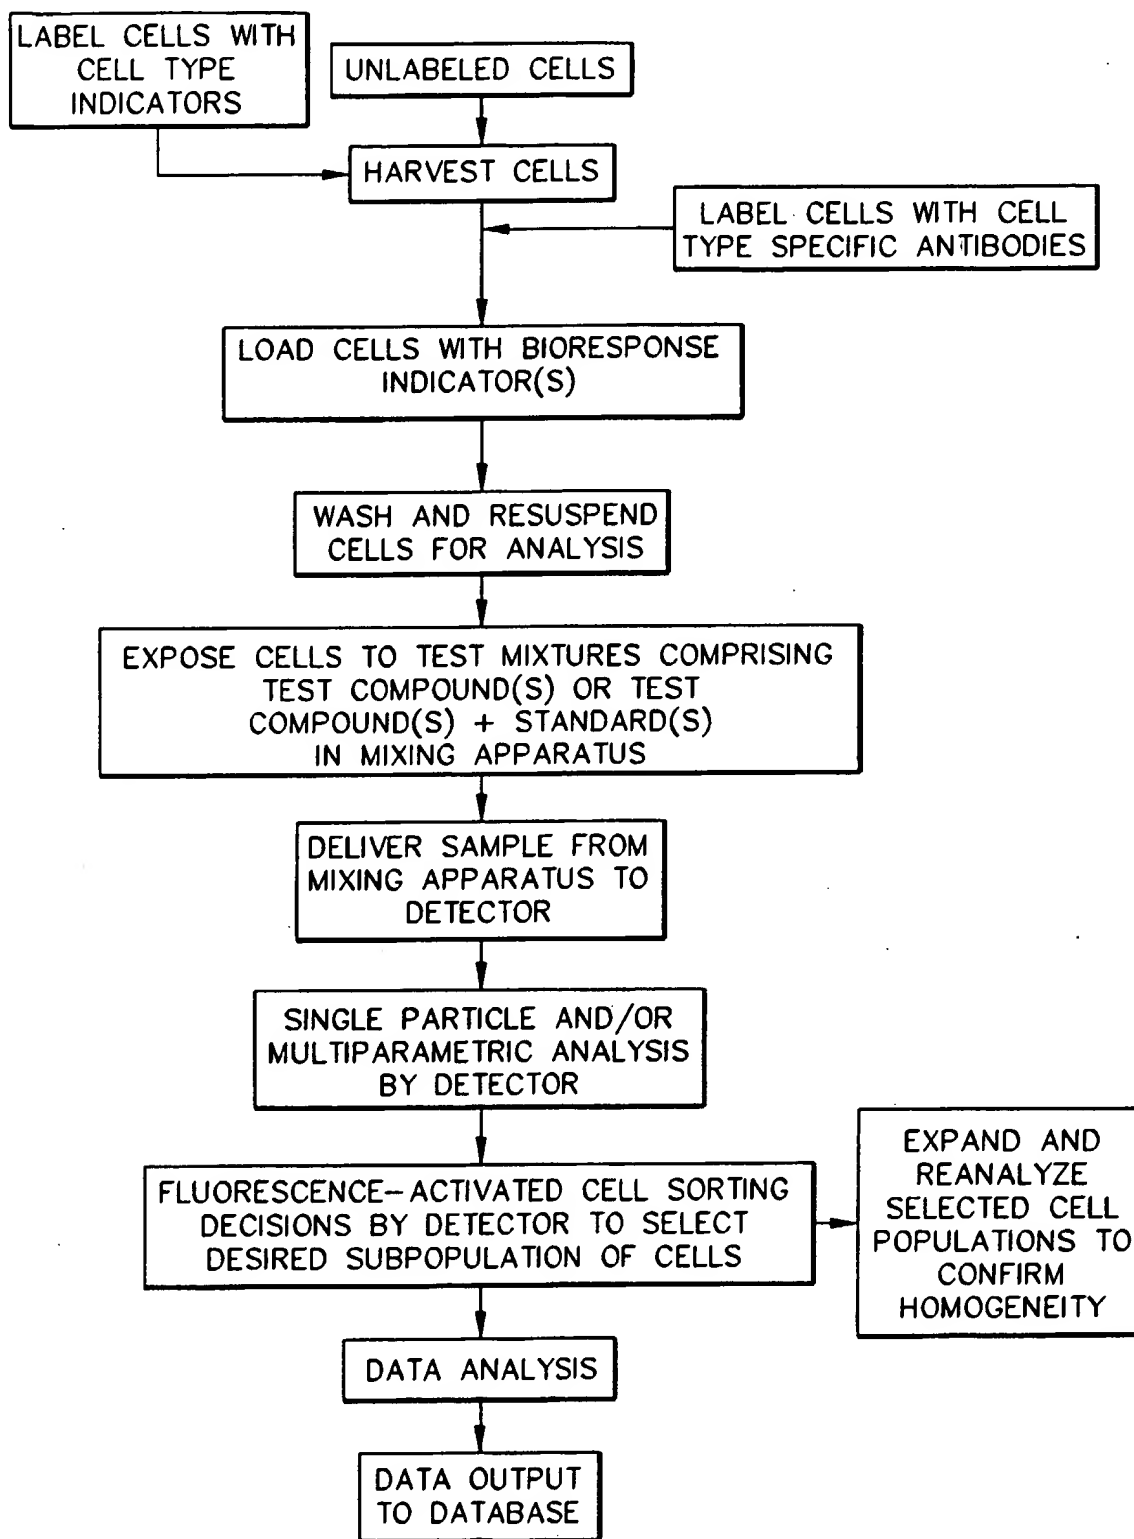 LABEL CELLS WITH
CELL TYPE
INDICATORS
UNLABELED CELLS
HARVEST CELLS
LABEL CELLS WITH CELL
TYPE SPECIFIC ANTIBODIES
LOAD CELLS WITH BIORESPONSE
INDICATOR(S)
WASH AND RESUSPEND
CELLS FOR ANALYSIS
EXPOSE CELLS TO TEST MIXTURES COMPRISING
TEST COMPOUND(S) OR TEST
COMPOUND(S) + STANDARD(S)
IN MIXING APPARATUS
DELIVER SAMPLE FROM
MIXING APPARATUS TO
DETECTOR
SINGLE PARTICLE AND/OR
MULTIPARAMETRIC ANALYSIS
BY DETECTOR
FLUORESCENCE-ACTIVATED CELL SORTING
DECISIONS BY DETECTOR TO SELECT
DESIRED SUBPOPULATION OF CELLS
EXPAND AND
REANALYZE
SELECTED CELL
POPULATIONS TO
CONFIRM
HOMOGENEITY
DATA ANALYSIS
DATA OUTPUT
TO DATABASE